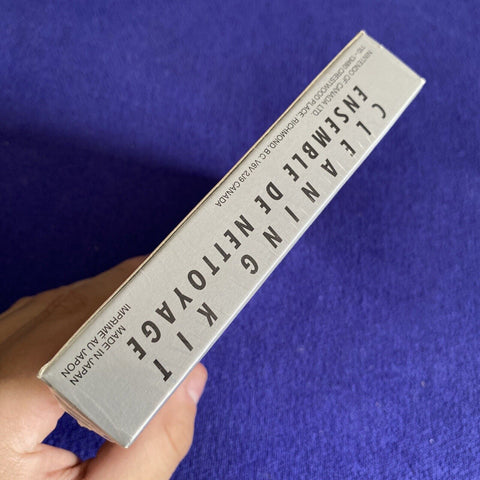 CLEANING KIT
ENSEMBLE DE NETTOYAGE
NINTENDO OF CANADA LTD.
110 - 13480 CRESTWOOD PLACE, RICHMOND, B.C. V6V 2J9 CANADA
MADE IN JAPAN
IMPRIMÉ AU JAPON